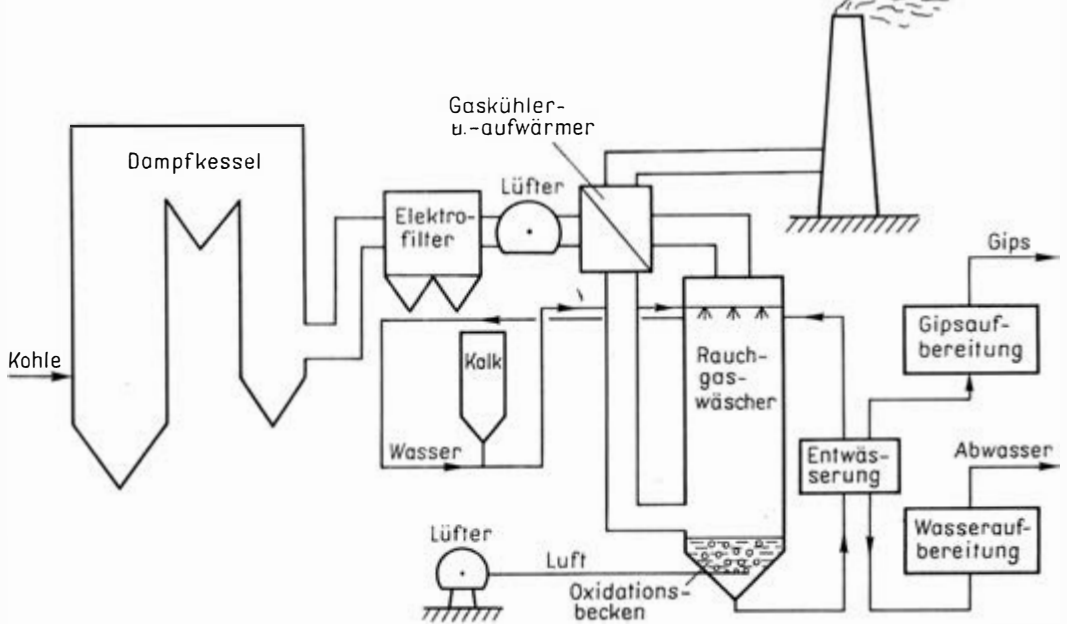 Gaskühler-
u.-aufwärmer
Dampfkessel
Lüfter
Elektro-
filter
Gips
Gipsauf-
bereitung
Kohle
Kalk
Rauch-
gas-
wäscher
Wasser
Entwäs-
serung
Abwasser
Wasserauf-
bereitung
Lüfter
Luft
Oxidations-
becken